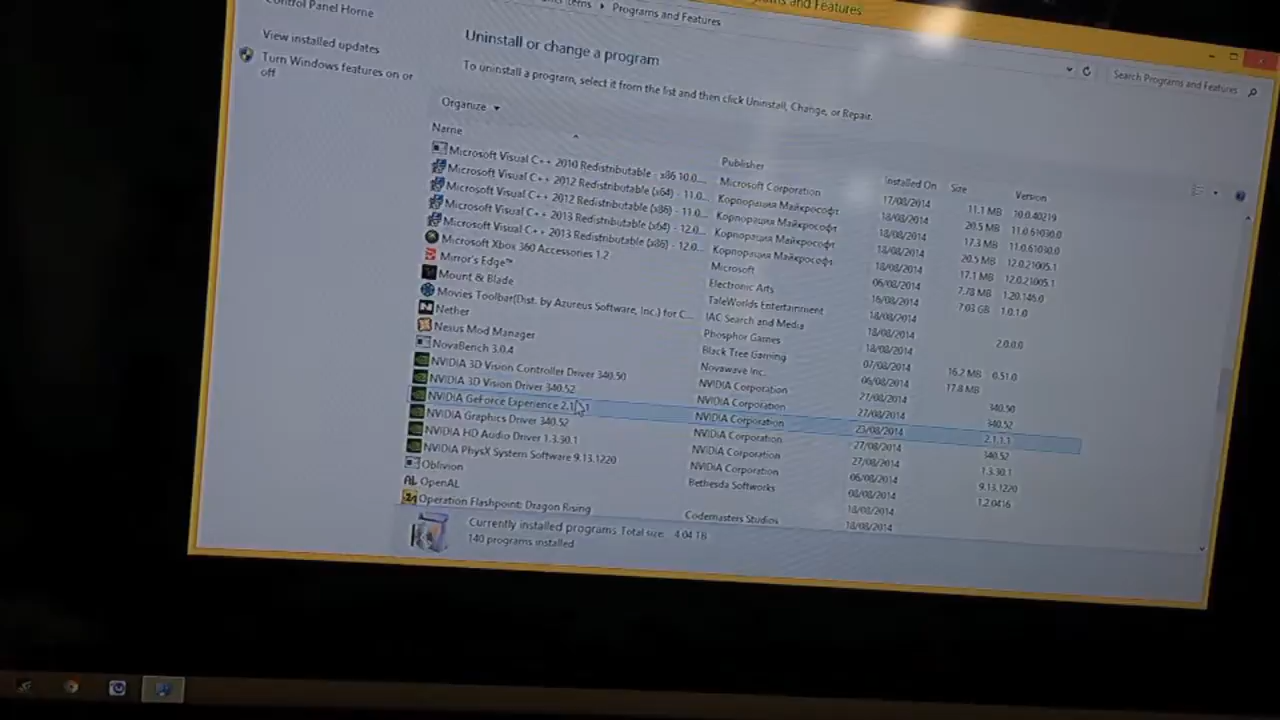 Control Panel Home
Programs and Features
Programs and Features
View installed updates
Turn Windows features on or off
Uninstall or change a program
To uninstall a program, select it from the list and then click Uninstall, Change, or Repair.
Search Programs and Features
Organize
Name Publisher Installed On Size Version
Microsoft Visual C++ 2010 Redistributable - x86 10.0... Microsoft Corporation 17/08/2014 11.1 MB 10.0.40219
Microsoft Visual C++ 2012 Redistributable (x64) - 11.0... Корпорация Майкрософт 18/08/2014 20.5 MB 11.0.61030.0
Microsoft Visual C++ 2012 Redistributable (x86) - 11.0... Корпорация Майкрософт 18/08/2014 17.3 MB 11.0.61030.0
Microsoft Visual C++ 2013 Redistributable (x64) - 12.0... Корпорация Майкрософт 18/08/2014 20.5 MB 12.0.21005.1
Microsoft Visual C++ 2013 Redistributable (x86) - 12.0... Корпорация Майкрософт 18/08/2014 17.1 MB 12.0.21005.1
Microsoft Xbox 360 Accessories 1.2 Microsoft 06/08/2014 7.78 MB 1.20.146.0
Mirror's Edge™ Electronic Arts 16/08/2014 7.03 GB 1.0.1.0
Mount & Blade TaleWorlds Entertainment 18/08/2014
Movies Toolbar(Dist. by Azureus Software, Inc.) for C... IAC Search and Media 18/08/2014 2.0.0.0
Nether Phosphor Games 18/08/2014
Nexus Mod Manager Black Tree Gaming 07/08/2014 16.2 MB 0.51.0
NovaBench 3.0.4 Novawave Inc. 06/08/2014 17.8 MB
NVIDIA 3D Vision Controller Driver 340.50 NVIDIA Corporation 27/08/2014 340.50
NVIDIA 3D Vision Driver 340.52 NVIDIA Corporation 27/08/2014 340.52
NVIDIA GeForce Experience 2.1.1 NVIDIA Corporation 23/08/2014 2.1.1.1
NVIDIA Graphics Driver 340.52 NVIDIA Corporation 27/08/2014 340.52
NVIDIA HD Audio Driver 1.3.30.1 NVIDIA Corporation 27/08/2014 1.3.30.1
NVIDIA PhysX System Software 9.13.1220 NVIDIA Corporation 06/08/2014 9.13.1220
Oblivion Bethesda Softworks 08/08/2014 1.2.0416
OpenAL 18/08/2014
Operation Flashpoint: Dragon Rising Codemasters Studios 18/08/2014
Currently installed programs Total size: 4.04 TB
140 programs installed